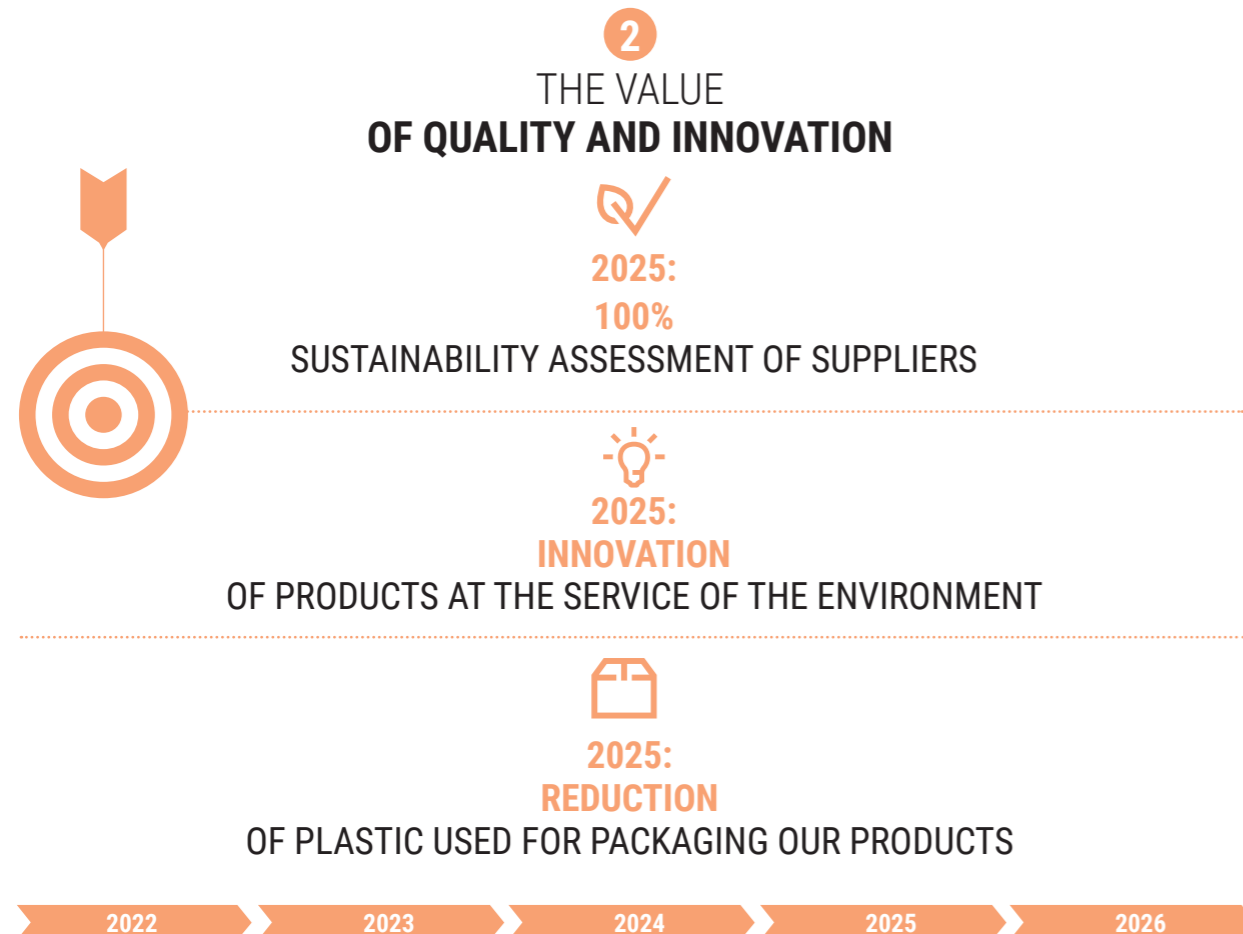 2
THE VALUE
OF QUALITY AND INNOVATION
2025:
100%
SUSTAINABILITY ASSESSMENT OF SUPPLIERS
2025:
INNOVATION
OF PRODUCTS AT THE SERVICE OF THE ENVIRONMENT
2025:
REDUCTION
OF PLASTIC USED FOR PACKAGING OUR PRODUCTS
2022 2023 2024 2025 2026